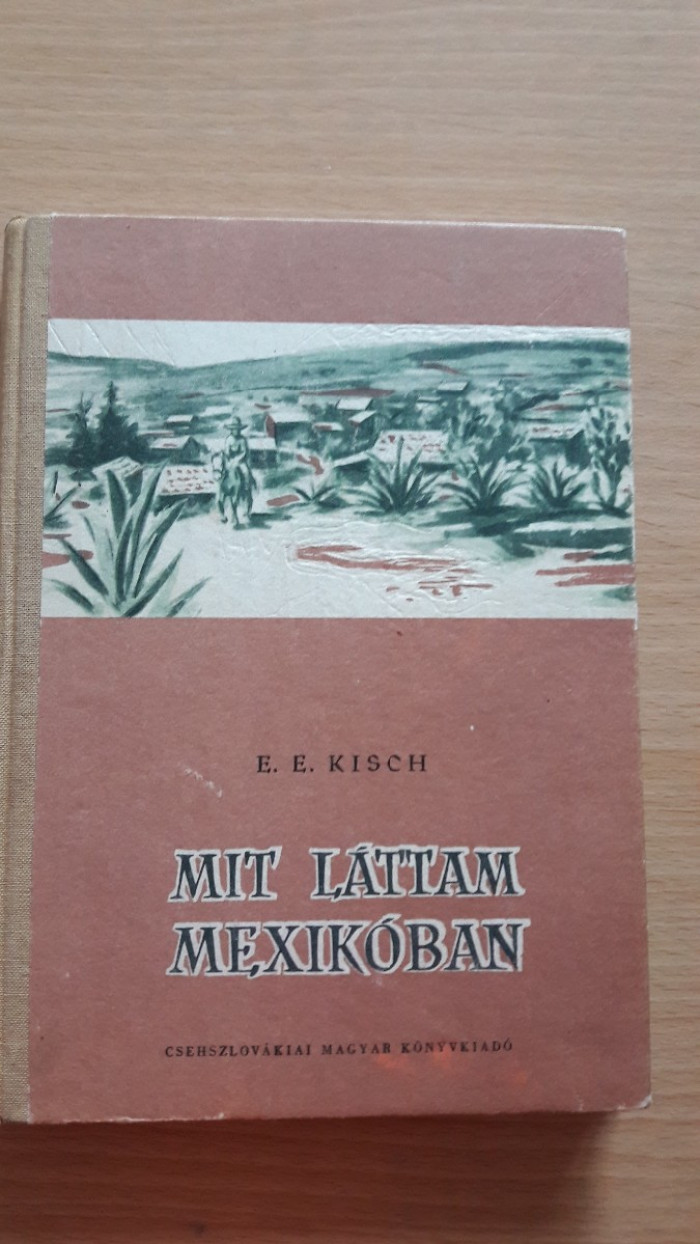 E. E. KISCH
MIT LÁTTAM
MEXIKÓBAN
CSEHSZLOVÁKIAI MAGYAR KÖNYVKIADÓ